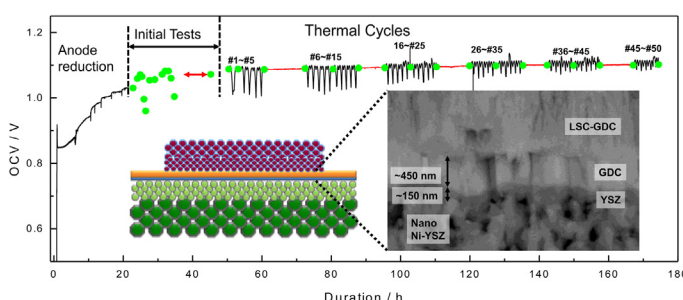 Initial Tests
Thermal Cycles
Anode
reduction
#1~#5
#6~#15
16~#25
26~#35
#36~#45
#45~#50
1.2
1.0
0.8
0.6
OCV / V
LSC-GDC
~450 nm
GDC
~150 nm
YSZ
Nano
Ni-YSZ
0 20 40 60 80 100 120 140 160 180
Duration / h